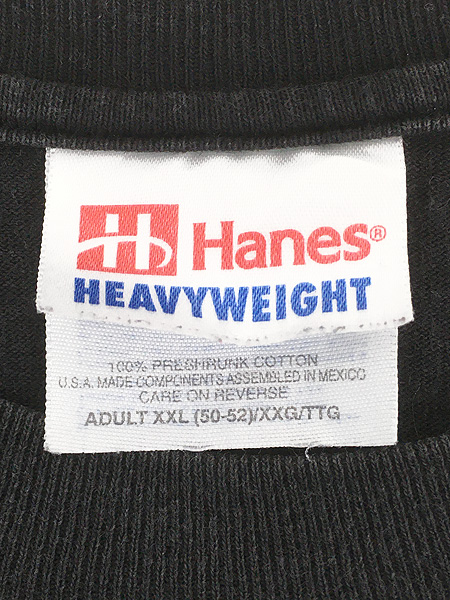 H Hanes®
HEAVYWEIGHT
100% PRESHRUNK COTTON
U.S.A. MADE COMPONENTS ASSEMBLED IN MEXICO
CARE ON REVERSE
ADULT XXL (50-52)/XXG/TTG